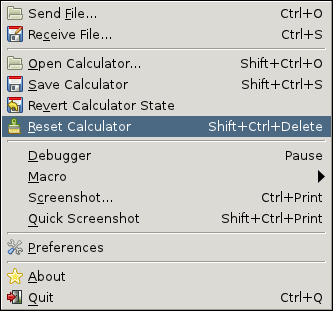 Send File... Ctrl+O
Receive File... Ctrl+S
Open Calculator... Shift+Ctrl+O
Save Calculator Shift+Ctrl+S
Revert Calculator State
Reset Calculator Shift+Ctrl+Delete
Debugger Pause
Macro
Screenshot... Ctrl+Print
Quick Screenshot Shift+Ctrl+Print
Preferences
About
Quit Ctrl+Q